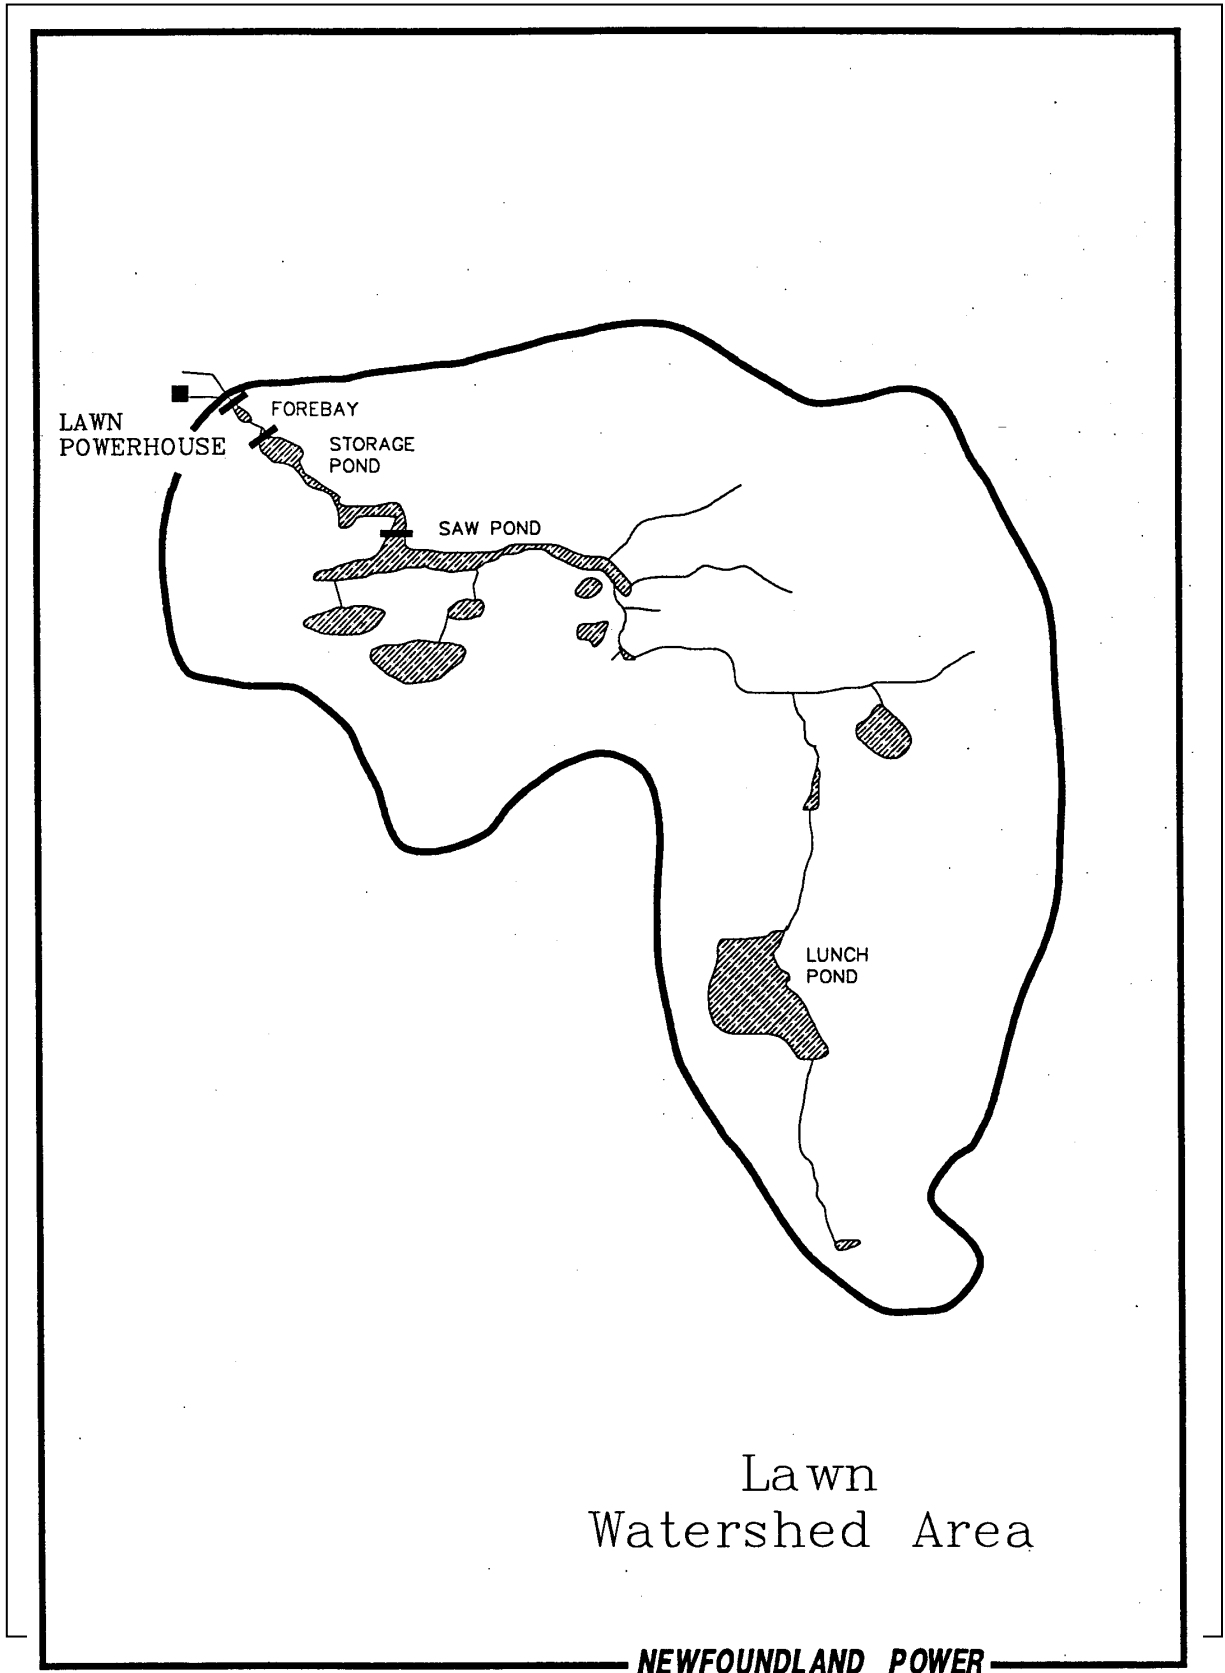 FOREBAY
LAWN
POWERHOUSE
STORAGE
POND
SAW POND
LUNCH
POND
Lawn
Watershed Area
NEWFOUNDLAND POWER